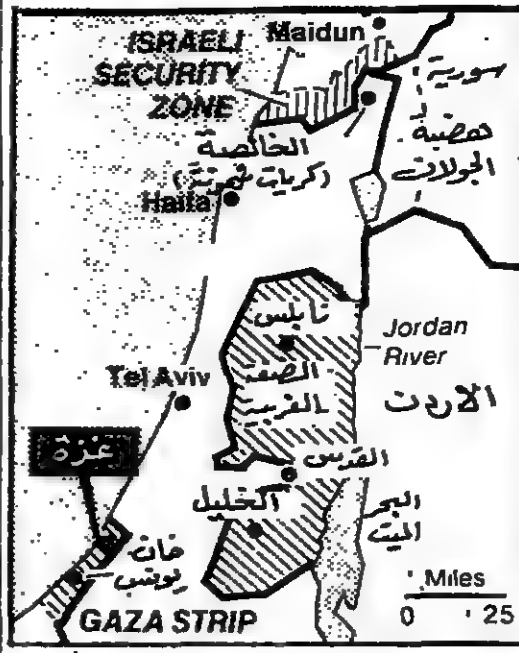 Maidun
ISRAELI
SECURITY
ZONE
سورية
هضبة
الجولان
الخالصة
(كريات شمونة)
Haifa
نابلس
Jordan
River
الضفة
الغربية
Tel Aviv
الاردن
غزة
القدس
الخليل
البحر
الميت
خان
يونس
Miles
0 25
GAZA STRIP